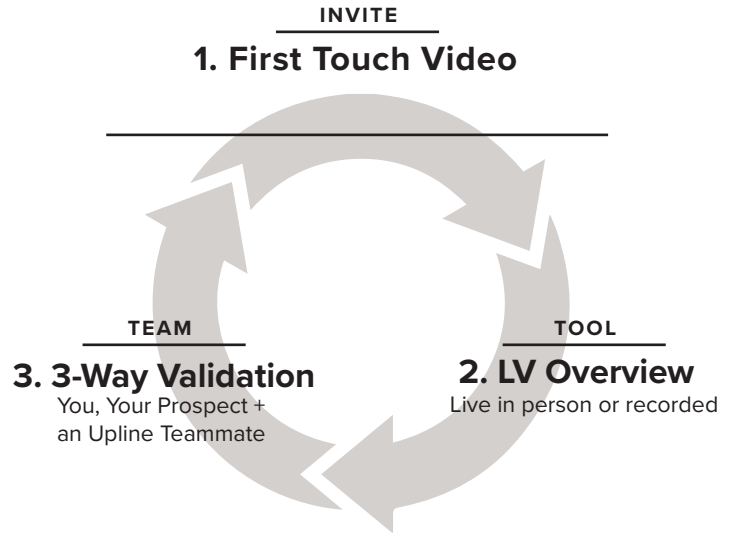 INVITE
1. First Touch Video
TEAM
3. 3-Way Validation
You, Your Prospect +
an Upline Teammate
TOOL
2. LV Overview
Live in person or recorded